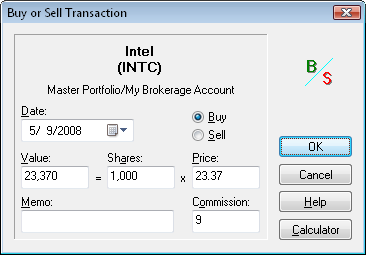 Buy or Sell Transaction
Intel
(INTC)
Master Portfolio/My Brokerage Account
B/S
Date:
5/ 9/2008
Buy
Sell
Value: Shares: Price:
23,370 = 1,000 x 23.37
Memo: Commission:
9
OK
Cancel
Help
Calculator